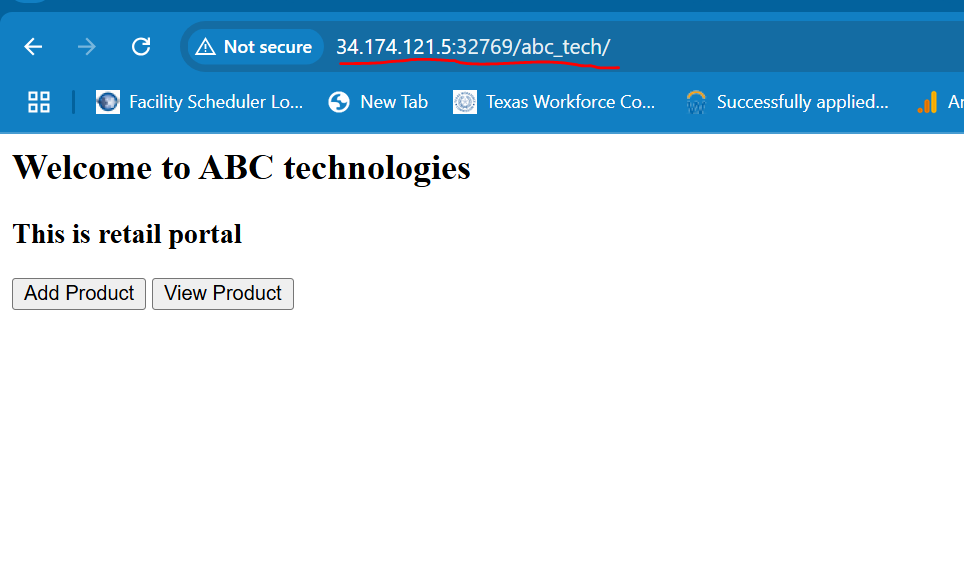 Not secure 34.174.121.5:32769/abc_tech/
Facility Scheduler Lo... New Tab Texas Workforce Co... Successfully applied... Ar
Welcome to ABC technologies
This is retail portal
Add Product View Product